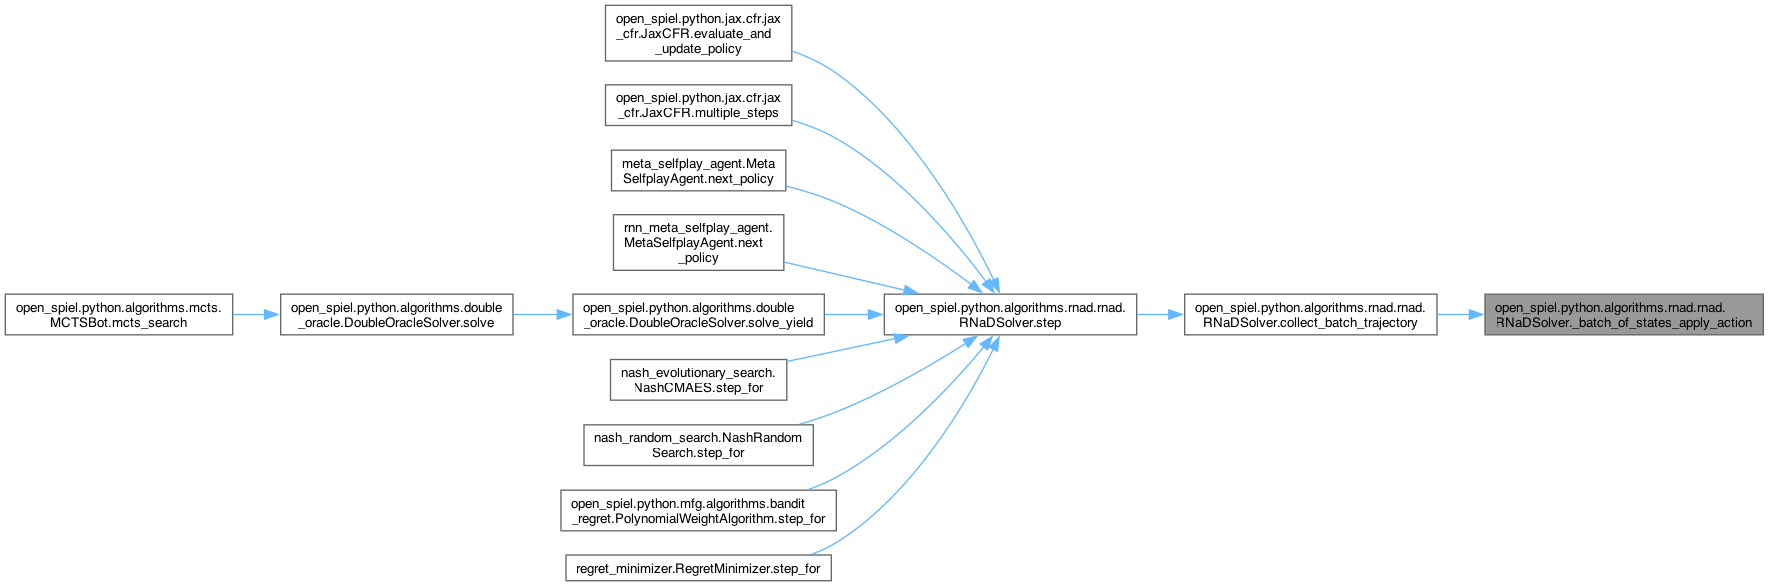 open_spiel.python.jax.cfr.jax
_cfr.JaxCFR.evaluate_and
_update_policy
open_spiel.python.jax.cfr.jax
_cfr.JaxCFR.multiple_steps
meta_selfplay_agent.Meta
SelfplayAgent.next_policy
rnn_meta_selfplay_agent.
MetaSelfplayAgent.next
_policy
open_spiel.python.algorithms.mcts.
MCTSBot.mcts_search
open_spiel.python.algorithms.double
_oracle.DoubleOracleSolver.solve
open_spiel.python.algorithms.double
_oracle.DoubleOracleSolver.solve_yield
open_spiel.python.algorithms.rnad.rnad.
RNaDSolver.step
open_spiel.python.algorithms.rnad.rnad.
RNaDSolver.collect_batch_trajectory
open_spiel.python.algorithms.rnad.rnad.
RNaDSolver._batch_of_states_apply_action
nash_evolutionary_search.
NashCMAES.step_for
nash_random_search.NashRandom
Search.step_for
open_spiel.python.mfg.algorithms.bandit
_regret.PolynomialWeightAlgorithm.step_for
regret_minimizer.RegretMinimizer.step_for